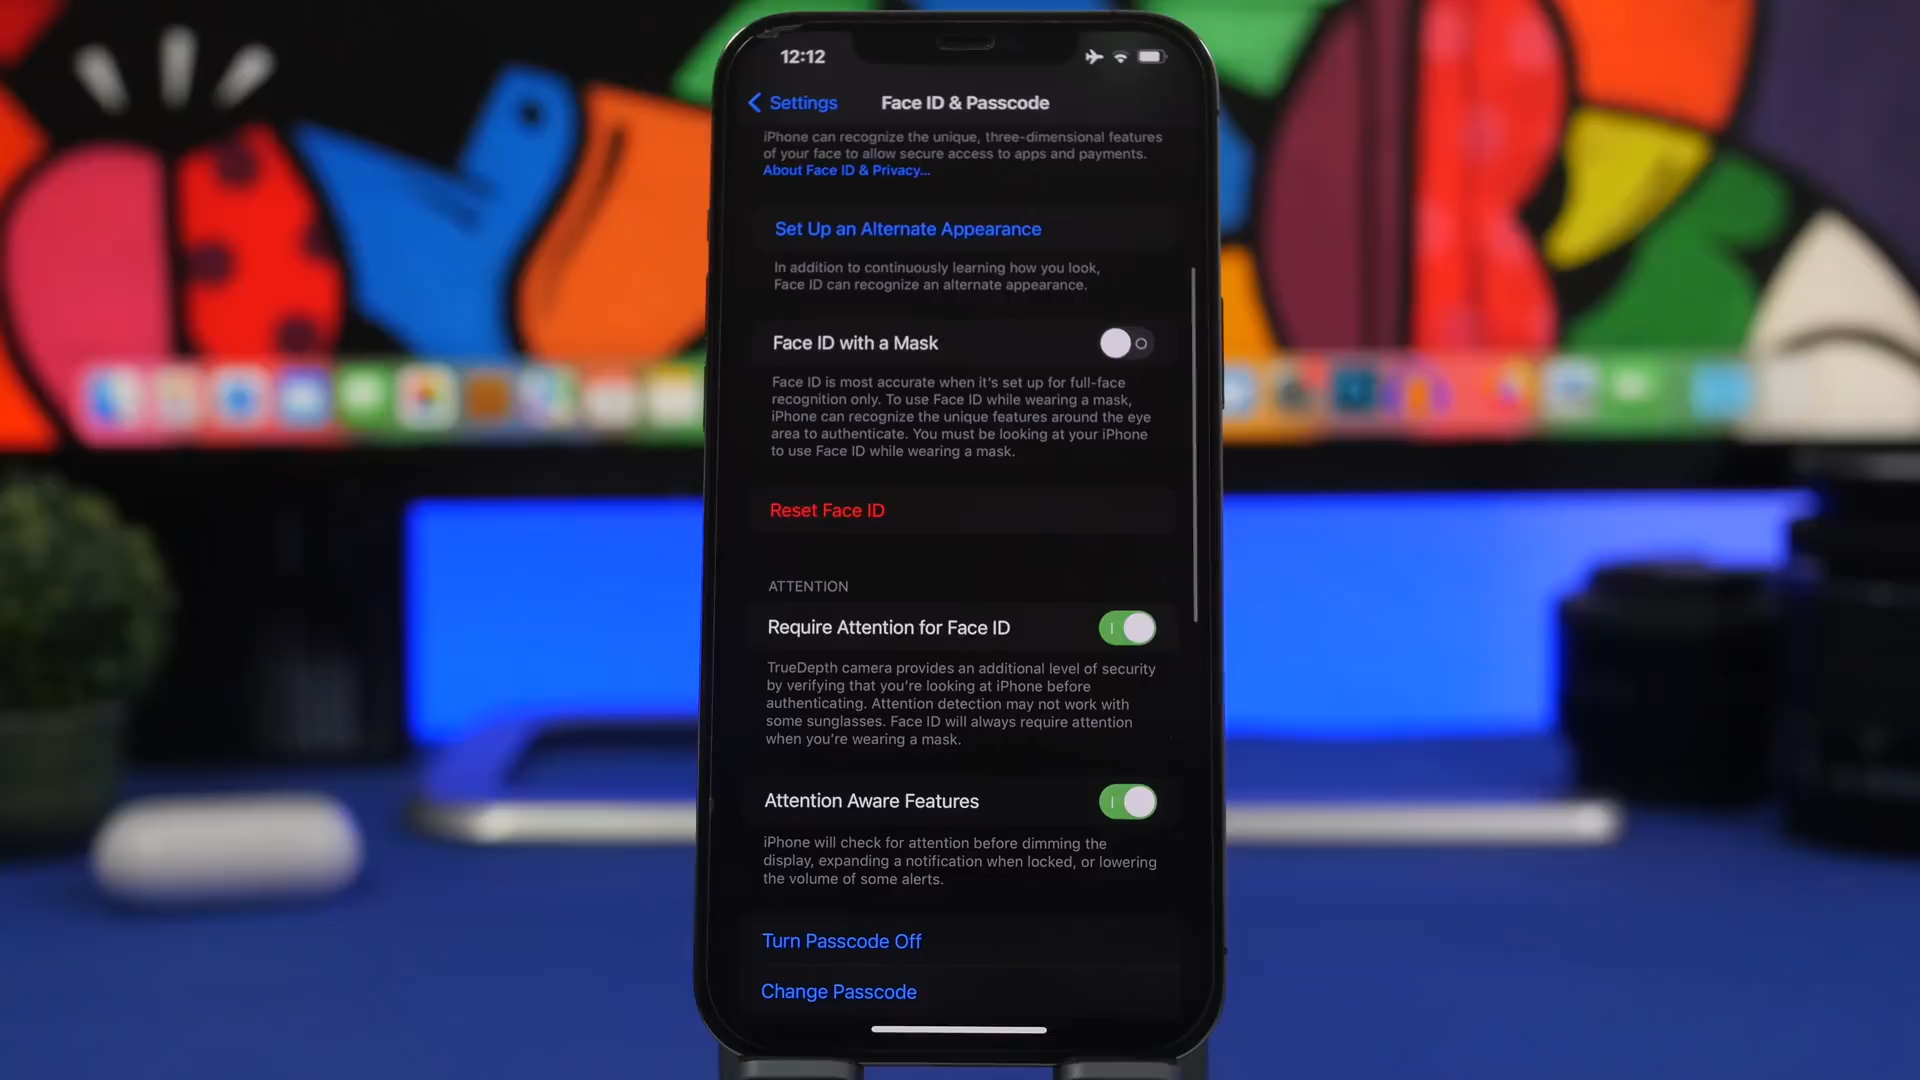 12:12
Settings
Face ID & Passcode
iPhone can recognize the unique, three-dimensional features
of your face to allow secure access to apps and payments.
About Face ID & Privacy...
Set Up an Alternate Appearance
In addition to continuously learning how you look,
Face ID can recognize an alternate appearance.
Face ID with a Mask
Face ID is most accurate when it's set up for full-face
recognition only. To use Face ID while wearing a mask,
iPhone can recognize the unique features around the eye
area to authenticate. You must be looking at your iPhone
to use Face ID while wearing a mask.
Reset Face ID
ATTENTION
Require Attention for Face ID
TrueDepth camera provides an additional level of security
by verifying that you're looking at iPhone before
authenticating. Attention detection may not work with
some sunglasses. Face ID will always require attention
when you're wearing a mask.
Attention Aware Features
iPhone will check for attention before dimming the
display, expanding a notification when locked, or lowering
the volume of some alerts.
Turn Passcode Off
Change Passcode